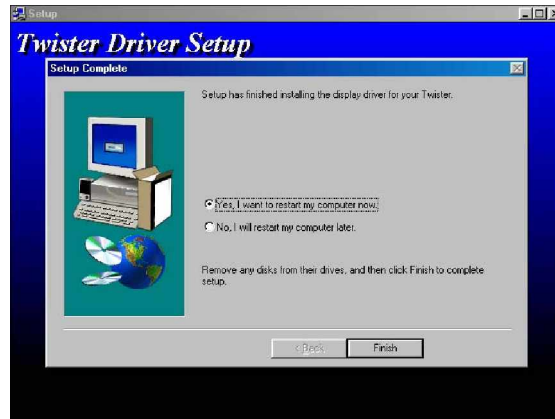 Setup
Twister Driver Setup
Setup Complete
Setup has finished installing the display driver for your Twister.
Yes, I want to restart my computer now.
No, I will restart my computer later.
Remove any disks from their drives, and then click Finish to complete
setup.
< Back
Finish